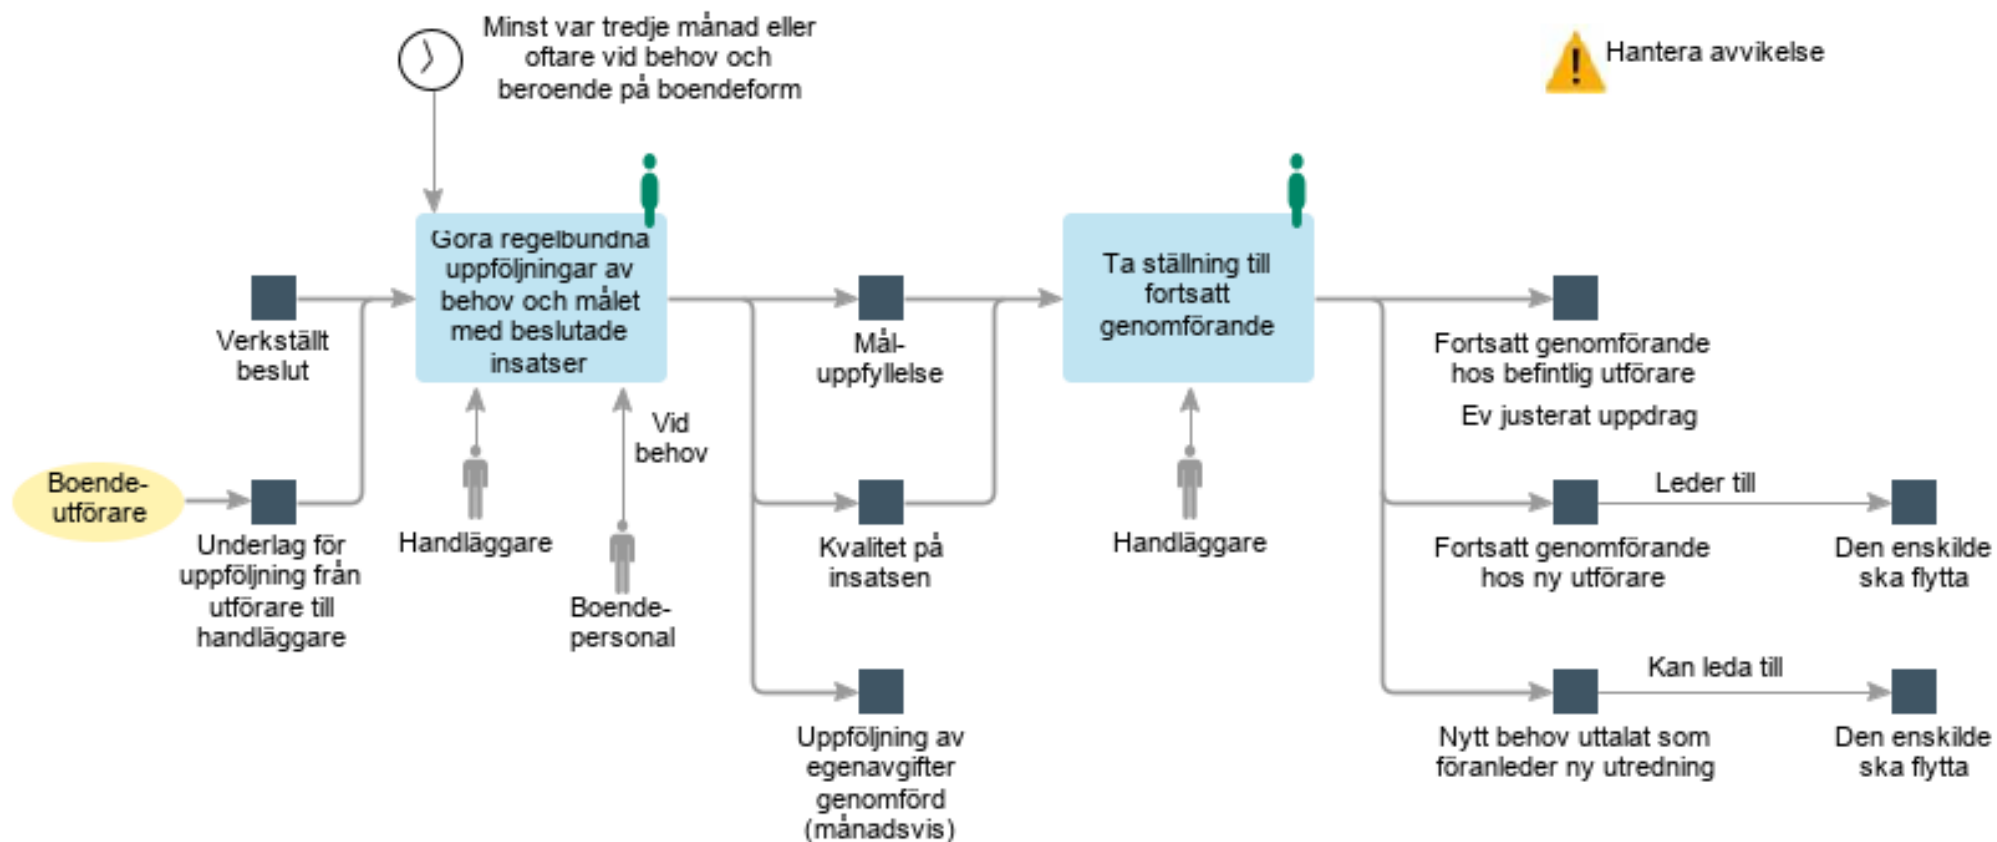 Minst var tredje månad eller
oftare vid behov och
beroende på boendeform
Hantera avvikelse
Göra regelbundna
uppföljningar av
behov och målet
med beslutade
insatser
Ta ställning till
fortsatt
genomförande
Verkställt
beslut
Mål-
uppfyllelse
Fortsatt genomförande
hos befintlig utförare
Ev justerat uppdrag
Vid
behov
Boende-
utförare
Leder till
Underlag för
uppföljning från
utförare till
handläggare
Handläggare
Boende-
personal
Kvalitet på
insatsen
Handläggare
Fortsatt genomförande
hos ny utförare
Den enskilde
ska flytta
Kan leda till
Uppföljning av
egenavgifter
genomförd
(månadsvis)
Nytt behov uttalat som
föranleder ny utredning
Den enskilde
ska flytta